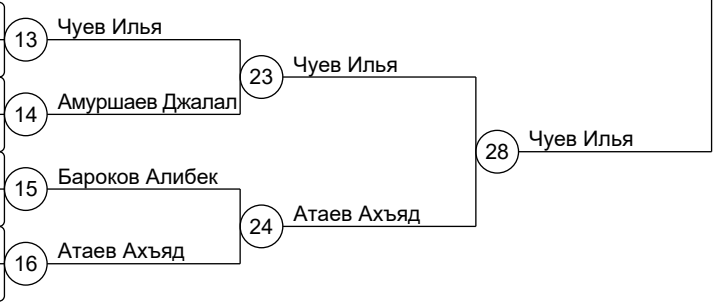 13 Чуев Илья
23 Чуев Илья
14 Амуршаев Джалал
28 Чуев Илья
15 Бароков Алибек
24 Атаев Ахъяд
16 Атаев Ахъяд